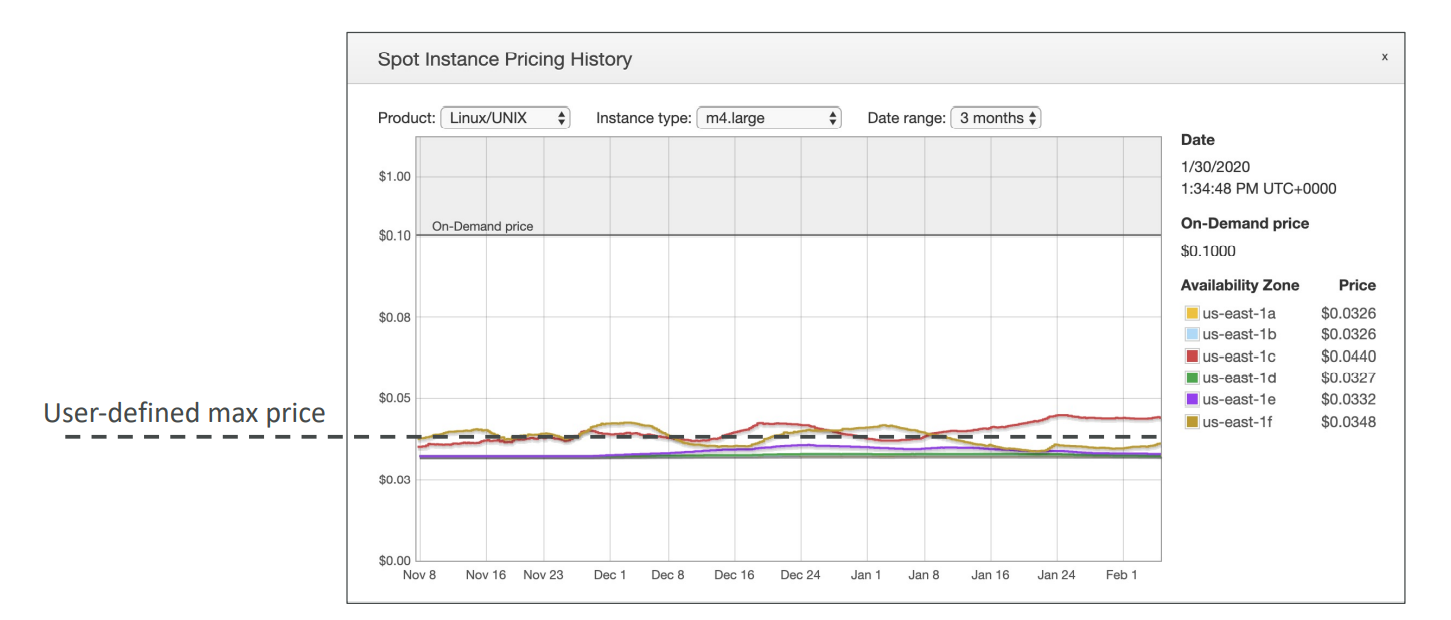 Spot Instance Pricing History
x
Product: Linux/UNIX Instance type: m4.large Date range: 3 months
$1.00
On-Demand price
$0.10
$0.08
$0.05
$0.03
$0.00
Nov 8 Nov 16 Nov 23 Dec 1 Dec 8 Dec 16 Dec 24 Jan 1 Jan 8 Jan 16 Jan 24 Feb 1
User-defined max price
Date
1/30/2020
1:34:48 PM UTC+0000
On-Demand price
$0.1000
Availability Zone Price
us-east-1a $0.0326
us-east-1b $0.0326
us-east-1c $0.0440
us-east-1d $0.0327
us-east-1e $0.0332
us-east-1f $0.0348